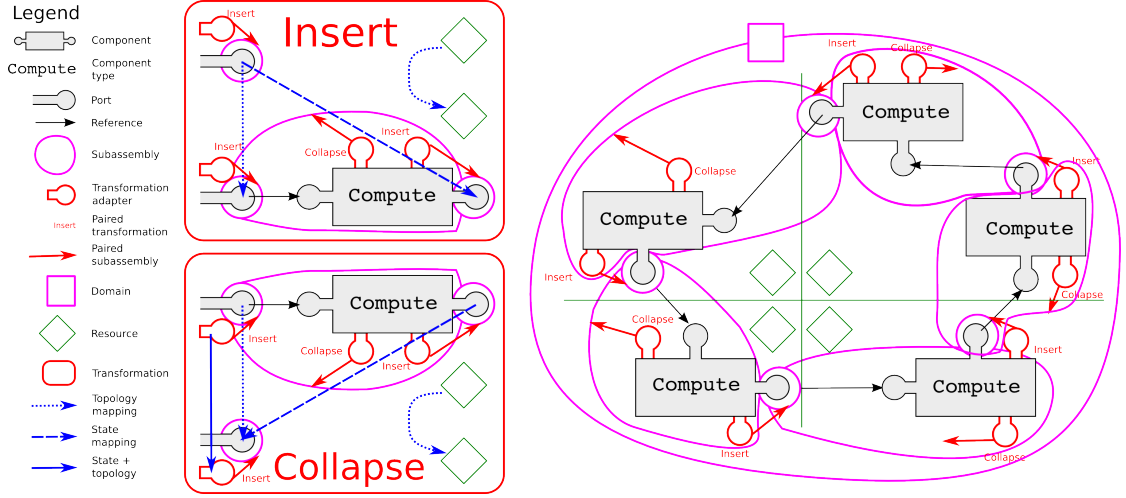 Legend
Component
Compute
Component
type
Port
Reference
Subassembly
Transformation
adapter
Insert
Paired
transformation
Paired
subassembly
Domain
Resource
Transformation
Topology
mapping
State
mapping
State +
topology
Insert
Insert
Insert
Insert
Collapse
Compute
Compute
Collapse
Insert
Insert
Insert
Collapse
Insert
Collapse
Compute
Insert
Collapse
Compute
Compute
Insert
Collapse
Collapse
Insert
Compute
Compute
Insert
Collapse